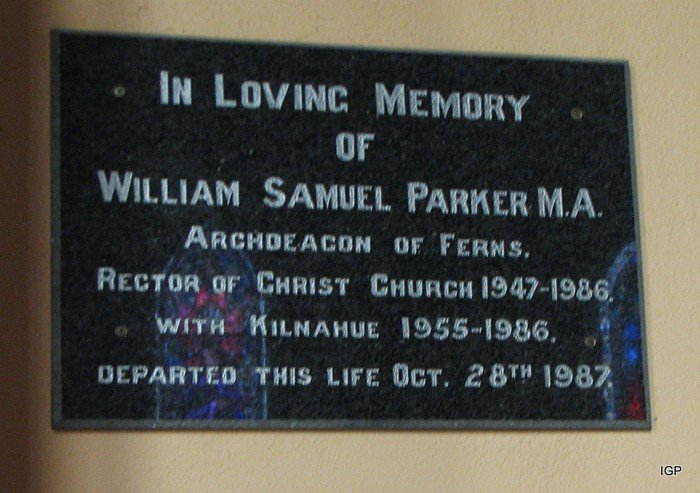 IN LOVING MEMORY
OF
WILLIAM SAMUEL PARKER M.A.
ARCHDEACON OF FERNS.
RECTOR OF CHRIST CHURCH 1947-1986.
WITH KILNAHUE 1955-1986.
DEPARTED THIS LIFE OCT. 28TH 1987.
IGP